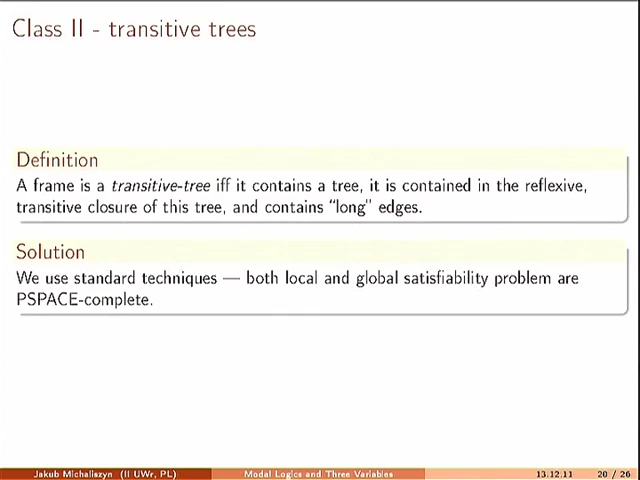 Class II - transitive trees
Definition
A frame is a transitive-tree iff it contains a tree, it is contained in the reflexive,
transitive closure of this tree, and contains “long” edges.
Solution
We use standard techniques — both local and global satisfiability problem are
PSPACE-complete.
Jakub Michaliszyn (II UWr, PL) Modal Logics and Three Variables 13.12.11 20 / 26